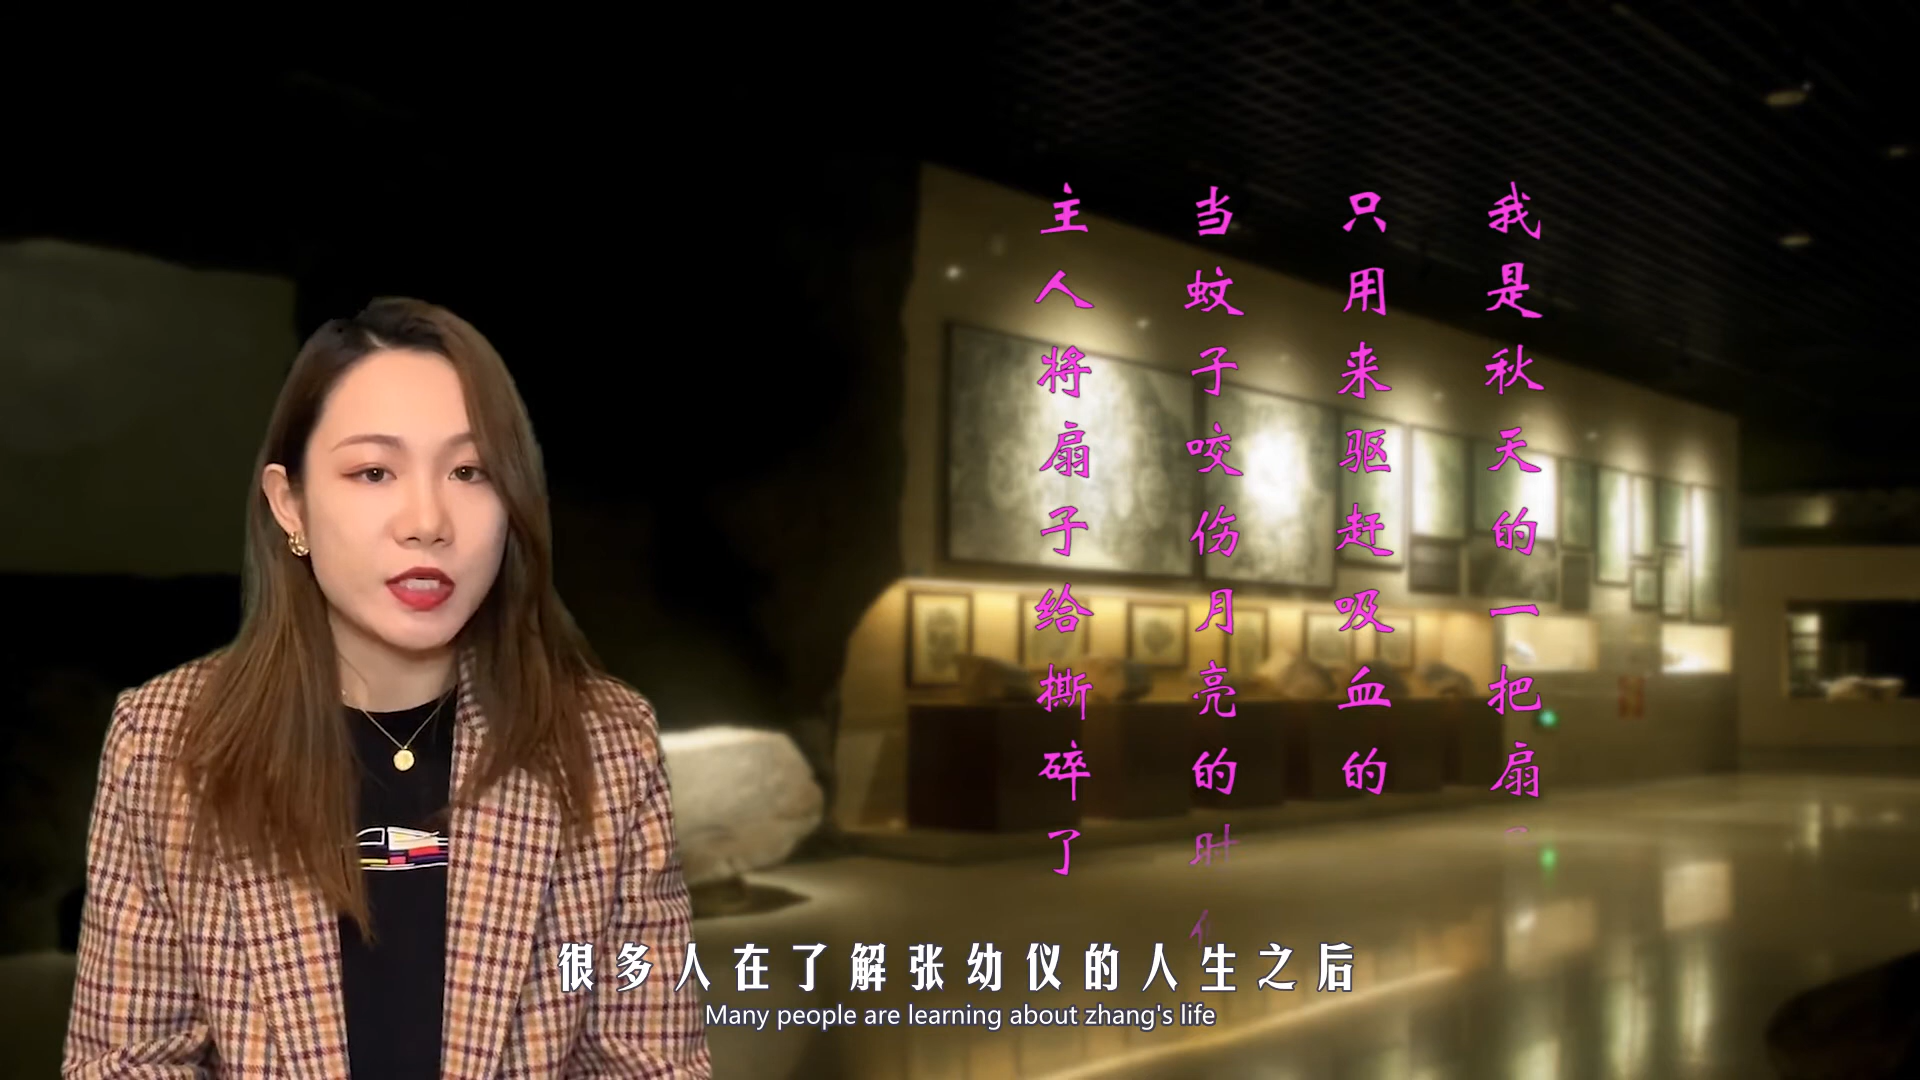 我是秋天的一把扇
只用来驱赶吸血的
当蚊子咬伤月亮的时
主人将扇子给撕碎了
很多人在了解张幼仪的人生之后
Many people are learning about zhang's life